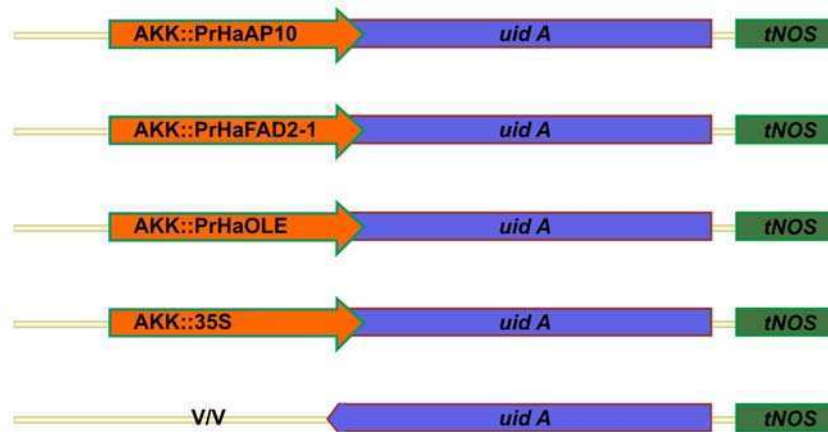 AKK::PrHaAP10 uid A tNOS
AKK::PrHaFAD2-1 uid A tNOS
AKK::PrHaOLE uid A tNOS
AKK::35S uid A tNOS
V/V uid A tNOS